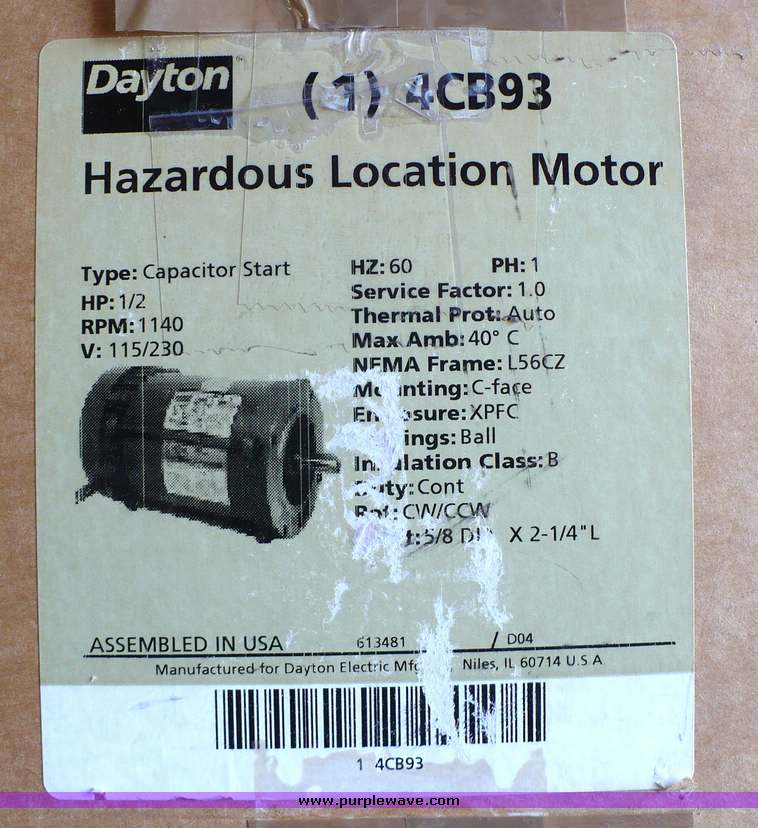 Dayton
(1) 4CB93
Hazardous Location Motor
Type: Capacitor Start
HP: 1/2
RPM: 1140
V: 115/230
HZ: 60 PH: 1
Service Factor: 1.0
Thermal Prot: Auto
Max Amb: 40° C
NEMA Frame: L56CZ
Mounting: C-face
Enclosure: XPFC
Ball
Insulation Class: B
Duty: Cont
Rot: CW/CCW
5/8 X 2-1/4"L
ASSEMBLED IN USA 613481 / D04
Manufactured for Dayton Electric Mfg Niles, IL 60714 U.S.A
1 4CB93
www.purplewave.com